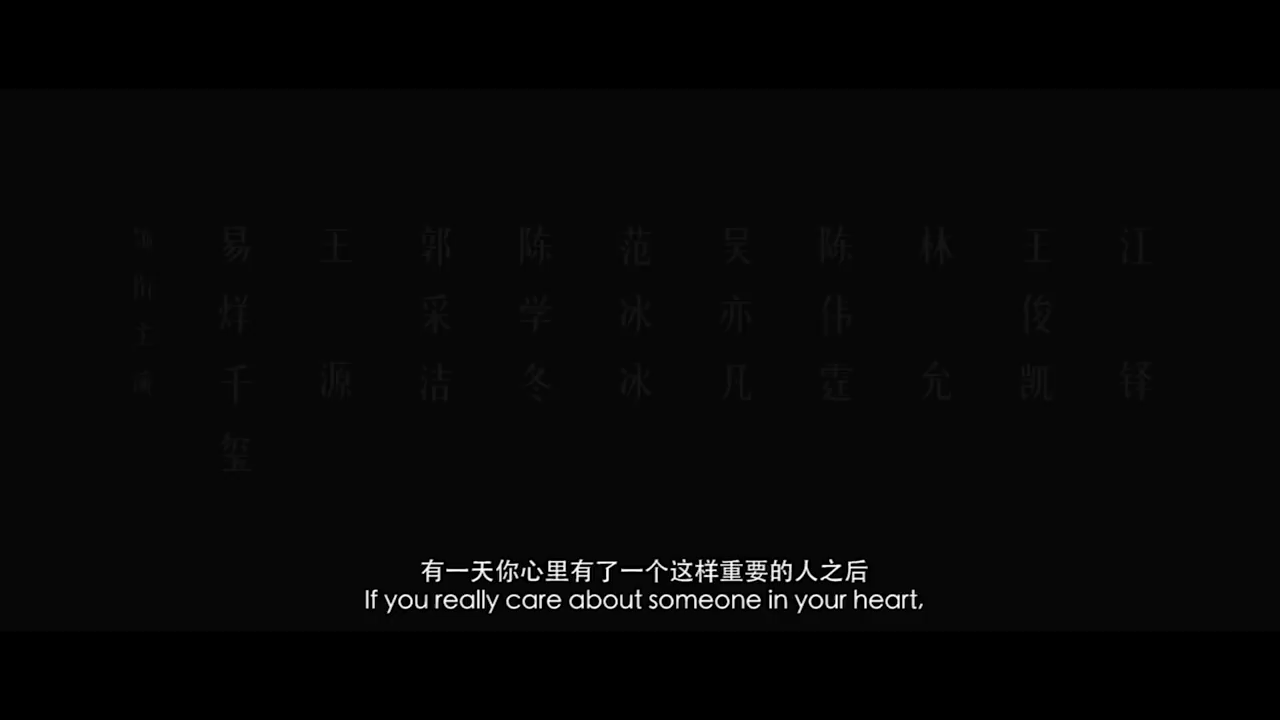 易烊千玺
王源
郭采洁
陈学冬
范冰冰
吴亦凡
陈伟霆
林允
王俊凯
江铎
有一天你心里有了一个这样重要的人之后
If you really care about someone in your heart,